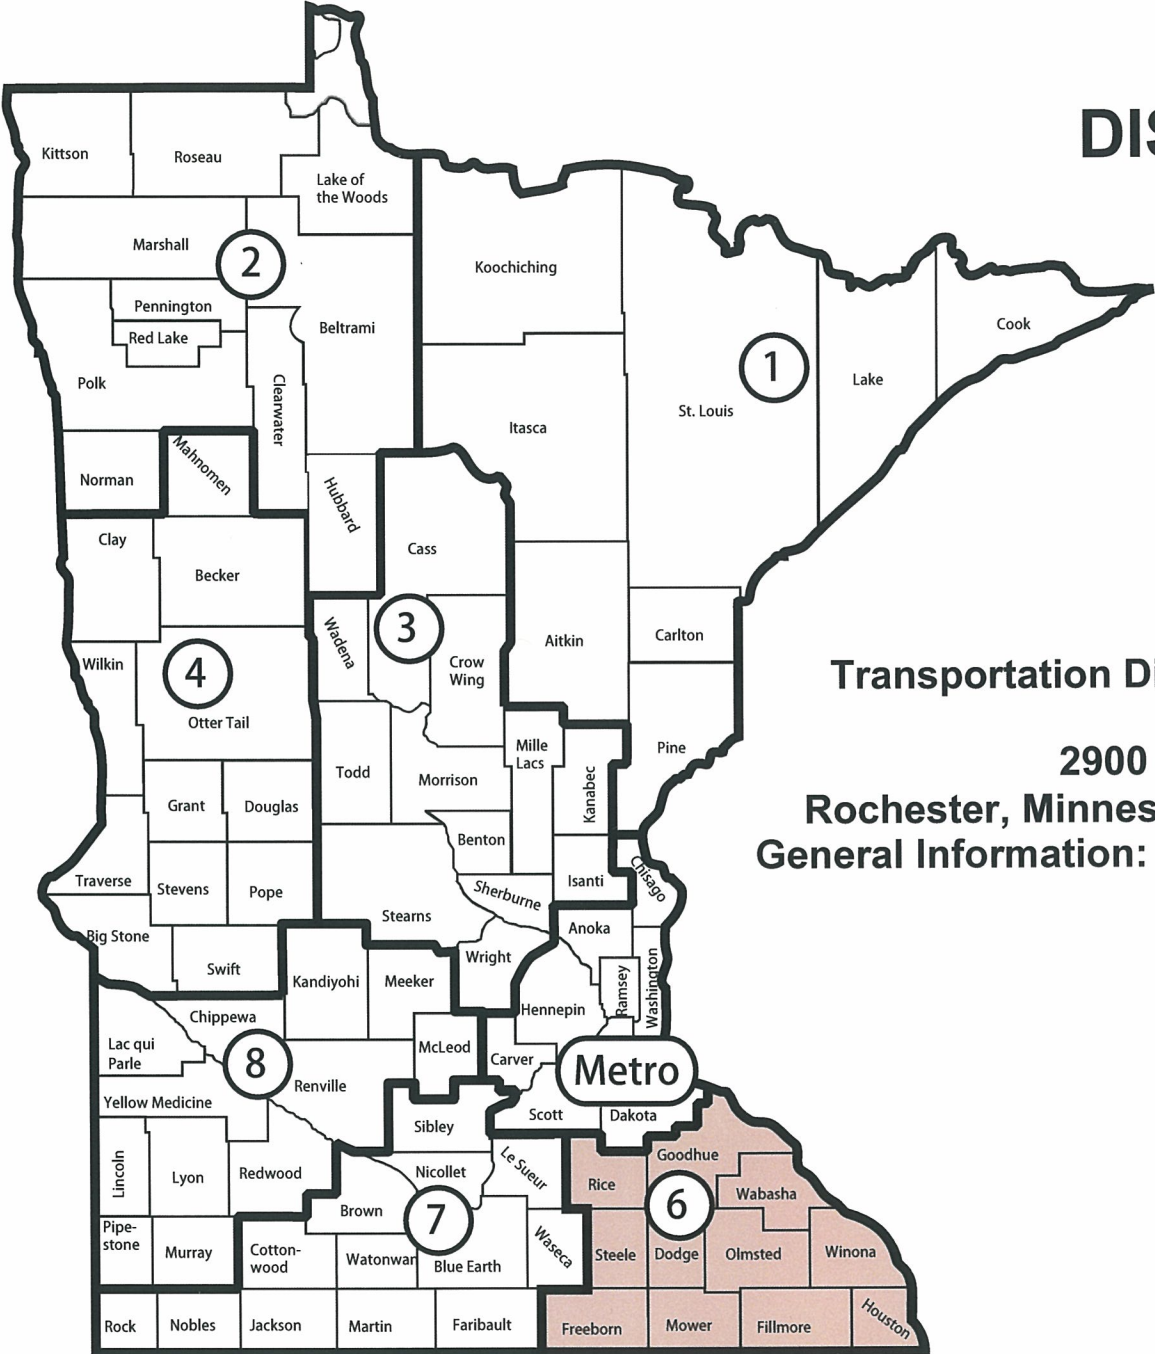 DIS
Kittson
Roseau
Lake of
the Woods
Marshall
2
Koochiching
Pennington
Beltrami
Red Lake
Cook
1
Lake
Polk
Clearwater
St. Louis
Itasca
Mahnomen
Norman
Hubbard
Clay
Cass
Becker
3
Wadena
Aitkin
Carlton
Wilkin
4
Crow
Wing
Transportation Di
Otter Tail
Mille
Lacs
Pine
Todd
Morrison
2900
Grant
Douglas
Kanabec
Rochester, Minnes
Benton
General Information:
Traverse
Stevens
Pope
Isanti
Chisago
Sherburne
Stearns
Big Stone
Anoka
Wright
Swift
Kandiyohi
Meeker
Ramsey
Washington
Hennepin
Chippewa
Lac qui
Parle
McLeod
Carver
8
Metro
Renville
Yellow Medicine
Scott
Dakota
Sibley
Goodhue
Lincoln
Lyon
Redwood
Nicollet
Le Sueur
Rice
Wabasha
6
Brown
7
Pipe-
stone
Murray
Cotton-
wood
Watonwan
Blue Earth
Waseca
Steele
Dodge
Olmsted
Winona
Rock
Nobles
Jackson
Martin
Faribault
Freeborn
Mower
Fillmore
Houston